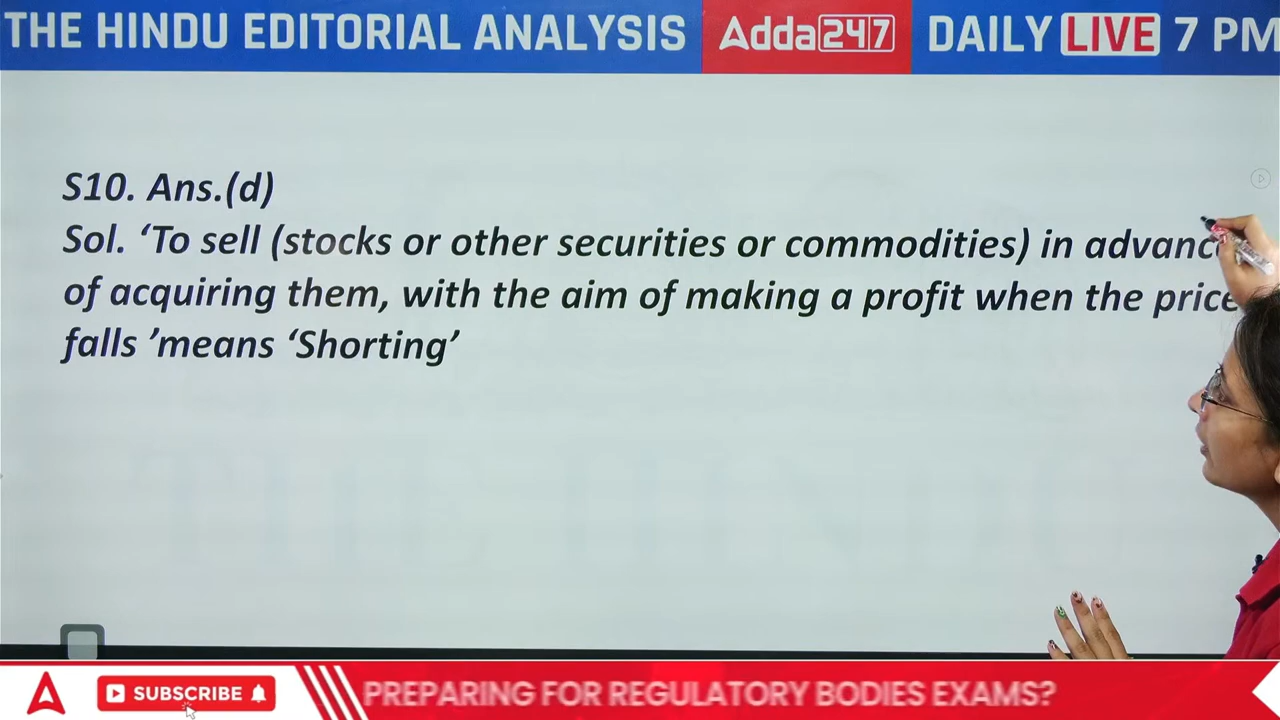 THE HINDU EDITORIAL ANALYSIS Adda247 DAILY LIVE 7 PM
S10. Ans.(d)
Sol. ‘To sell (stocks or other securities or commodities) in advanc
of acquiring them, with the aim of making a profit when the price
falls ’means ‘Shorting’
SUBSCRIBE PREPARING FOR REGULATORY BODIES EXAMS?